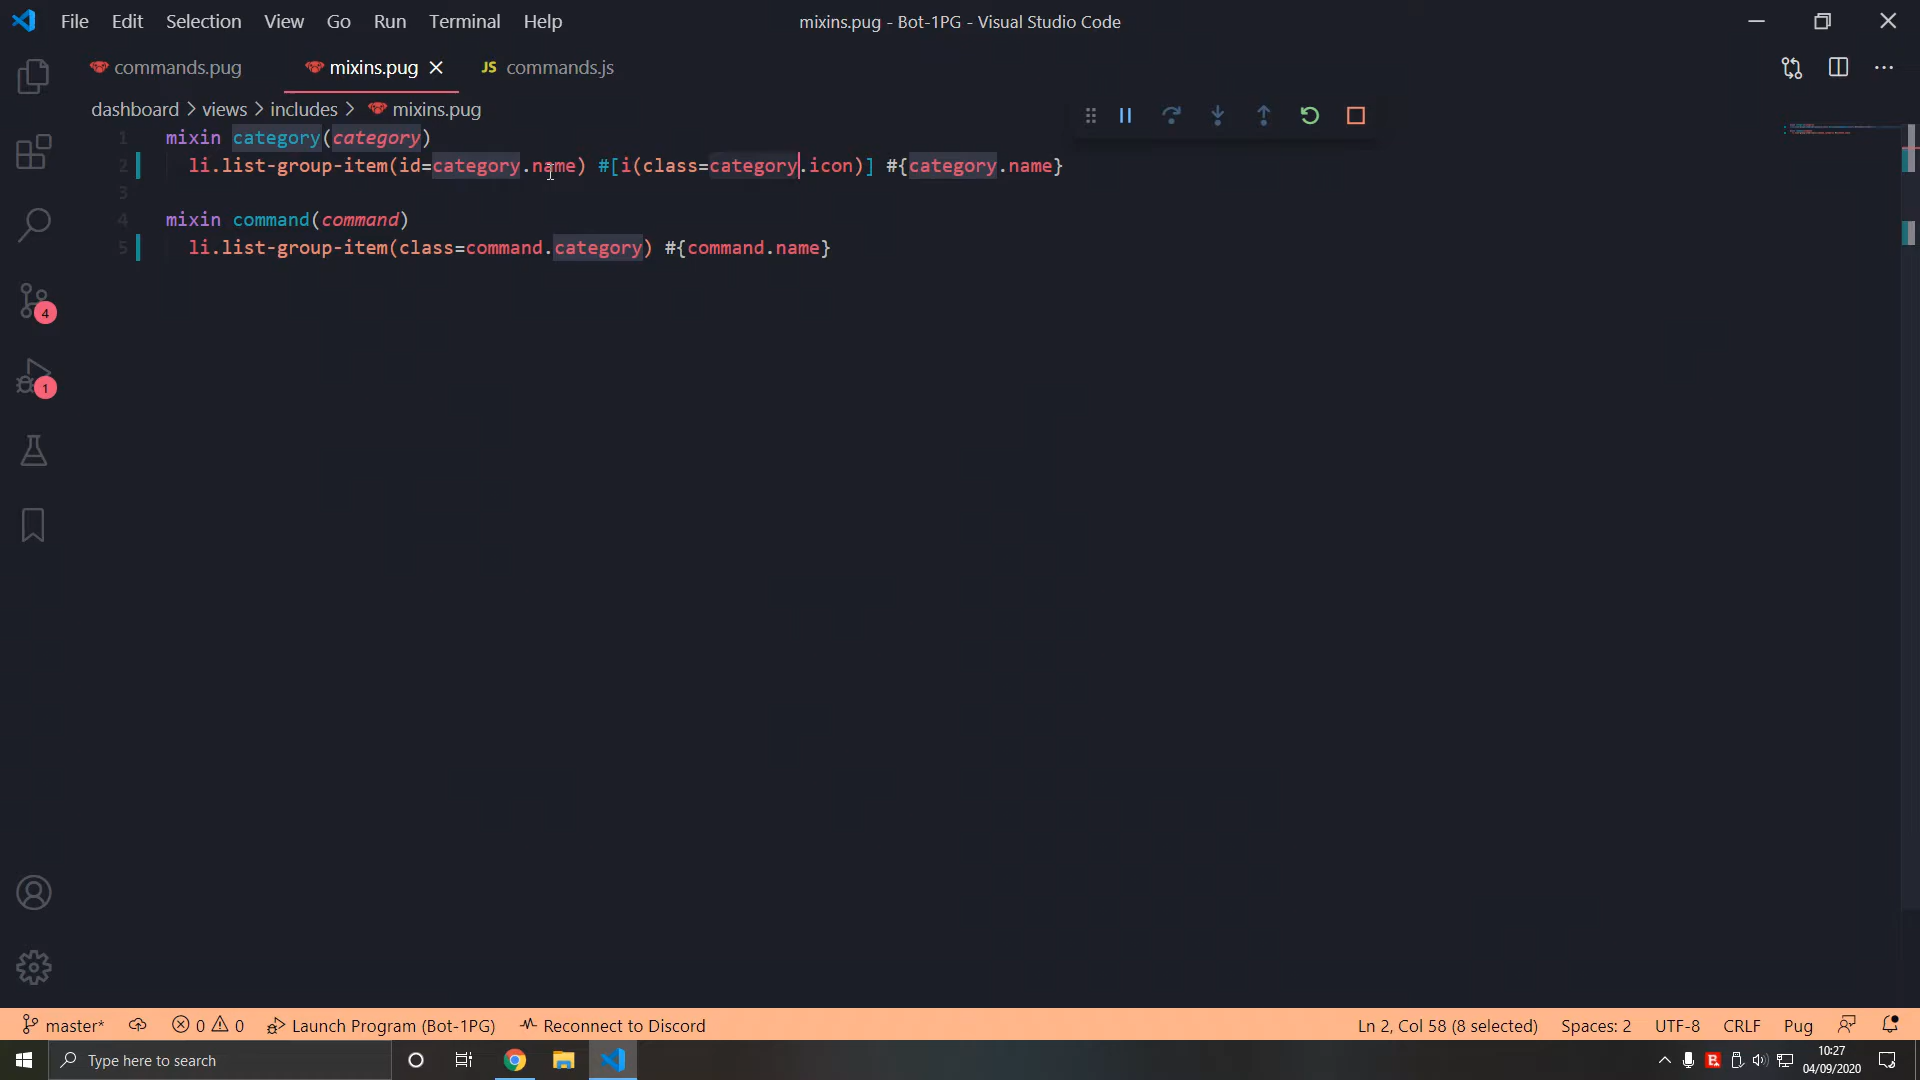 File Edit Selection View Go Run Terminal Help
mixins.pug - Bot-1PG - Visual Studio Code
commands.pug mixins.pug JS commands.js
dashboard > views > includes > mixins.pug
1 mixin category(category)
2 li.list-group-item(id=category.name) #[i(class=category.icon)] #{category.name}
3
4 mixin command(command)
5 li.list-group-item(class=command.category) #{command.name}
4
1
master* 0 0 Launch Program (Bot-1PG) Reconnect to Discord Ln 2, Col 58 (8 selected) Spaces: 2 UTF-8 CRLF Pug
Type here to search
B
10:27
04/09/2020